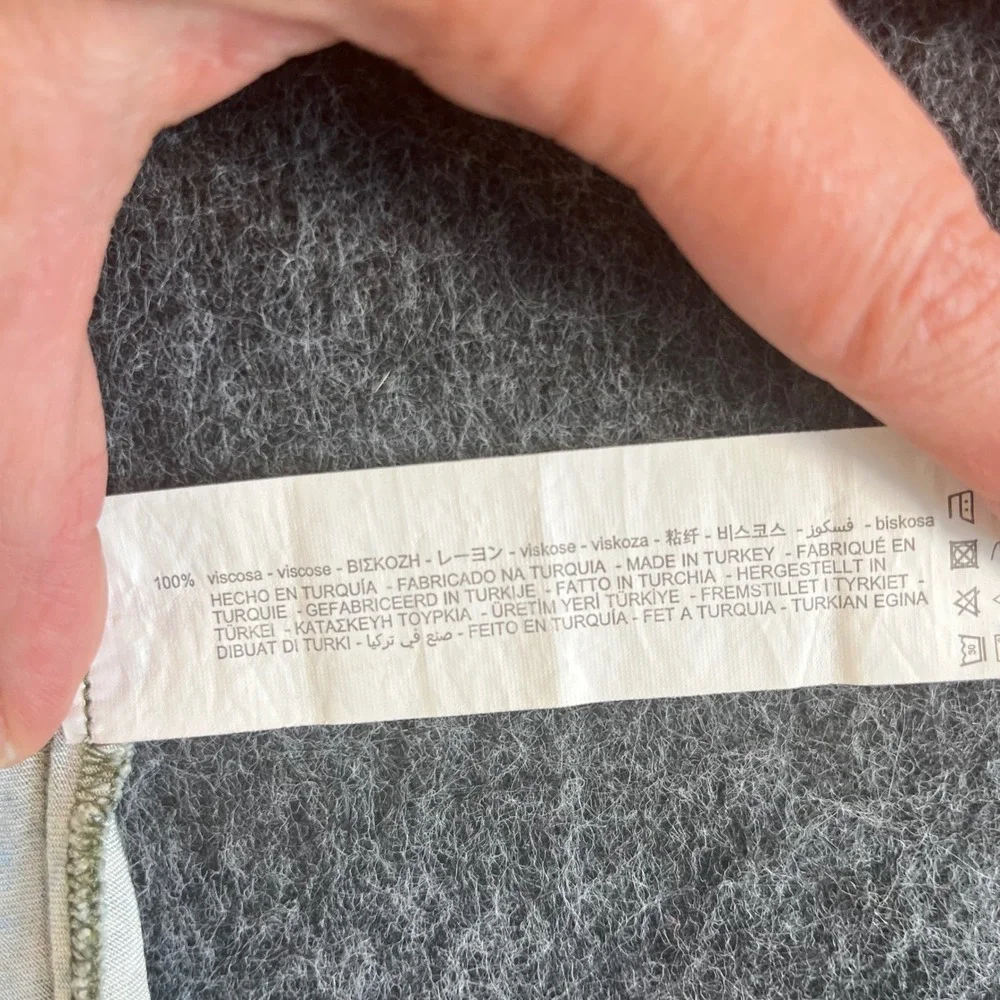 100% viscosa - viscose - ΒΙΣΚΟΖΗ - レーヨン - viskose - viskoza - 粘纤 - 비스코스 - فسكوز - biskosa
HECHO EN TURQUÍA - FABRICADO NA TURQUIA - MADE IN TURKEY - FABRIQUÉ EN
TURQUIE - GEFABRICEERD IN TURKIJE - FATTO IN TURCHIA - HERGESTELLT IN
TÜRKEI - ΚΑΤΑΣΚΕΥΗ ΤΟΥΡΚΙΑ - ÜRETİM YERİ TÜRKİYE - FREMSTILLET I TYRKIET -
DIBUAT DI TURKI - صنع في تركيا - FEITO EN TURQUÍA - FET A TURQUIA - TURKIAN EGINA
30